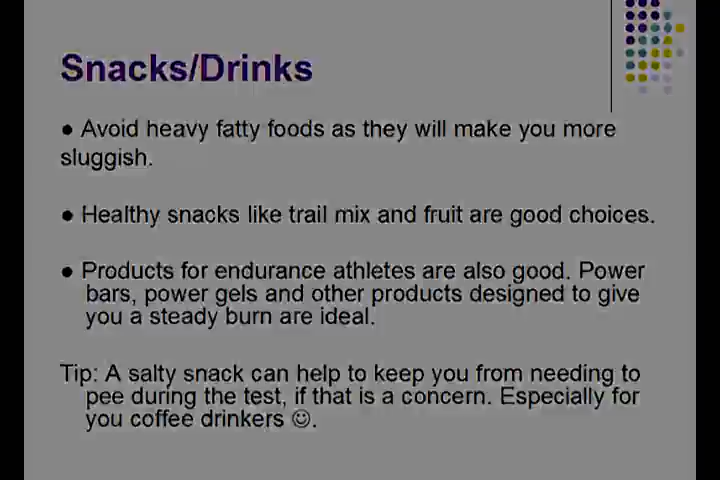 Snacks/Drinks
● Avoid heavy fatty foods as they will make you more
sluggish.
● Healthy snacks like trail mix and fruit are good choices.
● Products for endurance athletes are also good. Power
bars, power gels and other products designed to give
you a steady burn are ideal.
Tip: A salty snack can help to keep you from needing to
pee during the test, if that is a concern. Especially for
you coffee drinkers ☺.